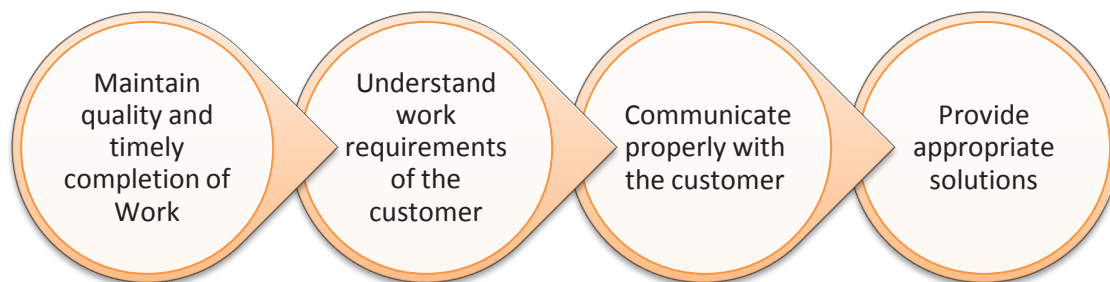 Maintain
quality and
timely
completion of
Work
Understand
work
requirements
of the
customer
Communicate
properly with
the customer
Provide
appropriate
solutions